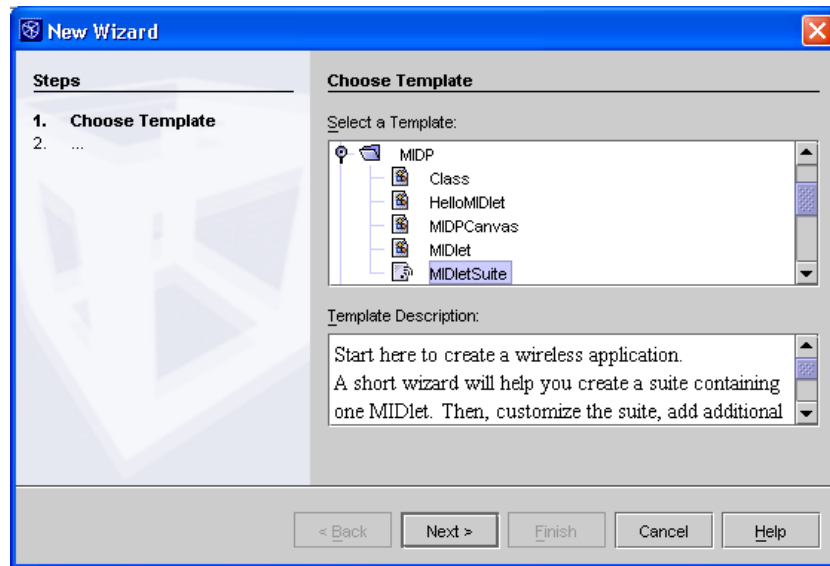 New Wizard
Steps
1. Choose Template
2. ...
Choose Template
Select a Template:
MIDP
Class
HelloMIDlet
MIDPCanvas
MIDlet
MIDletSuite
Template Description:
Start here to create a wireless application.
A short wizard will help you create a suite containing
one MIDlet. Then, customize the suite, add additional
< Back
Next >
Finish
Cancel
Help